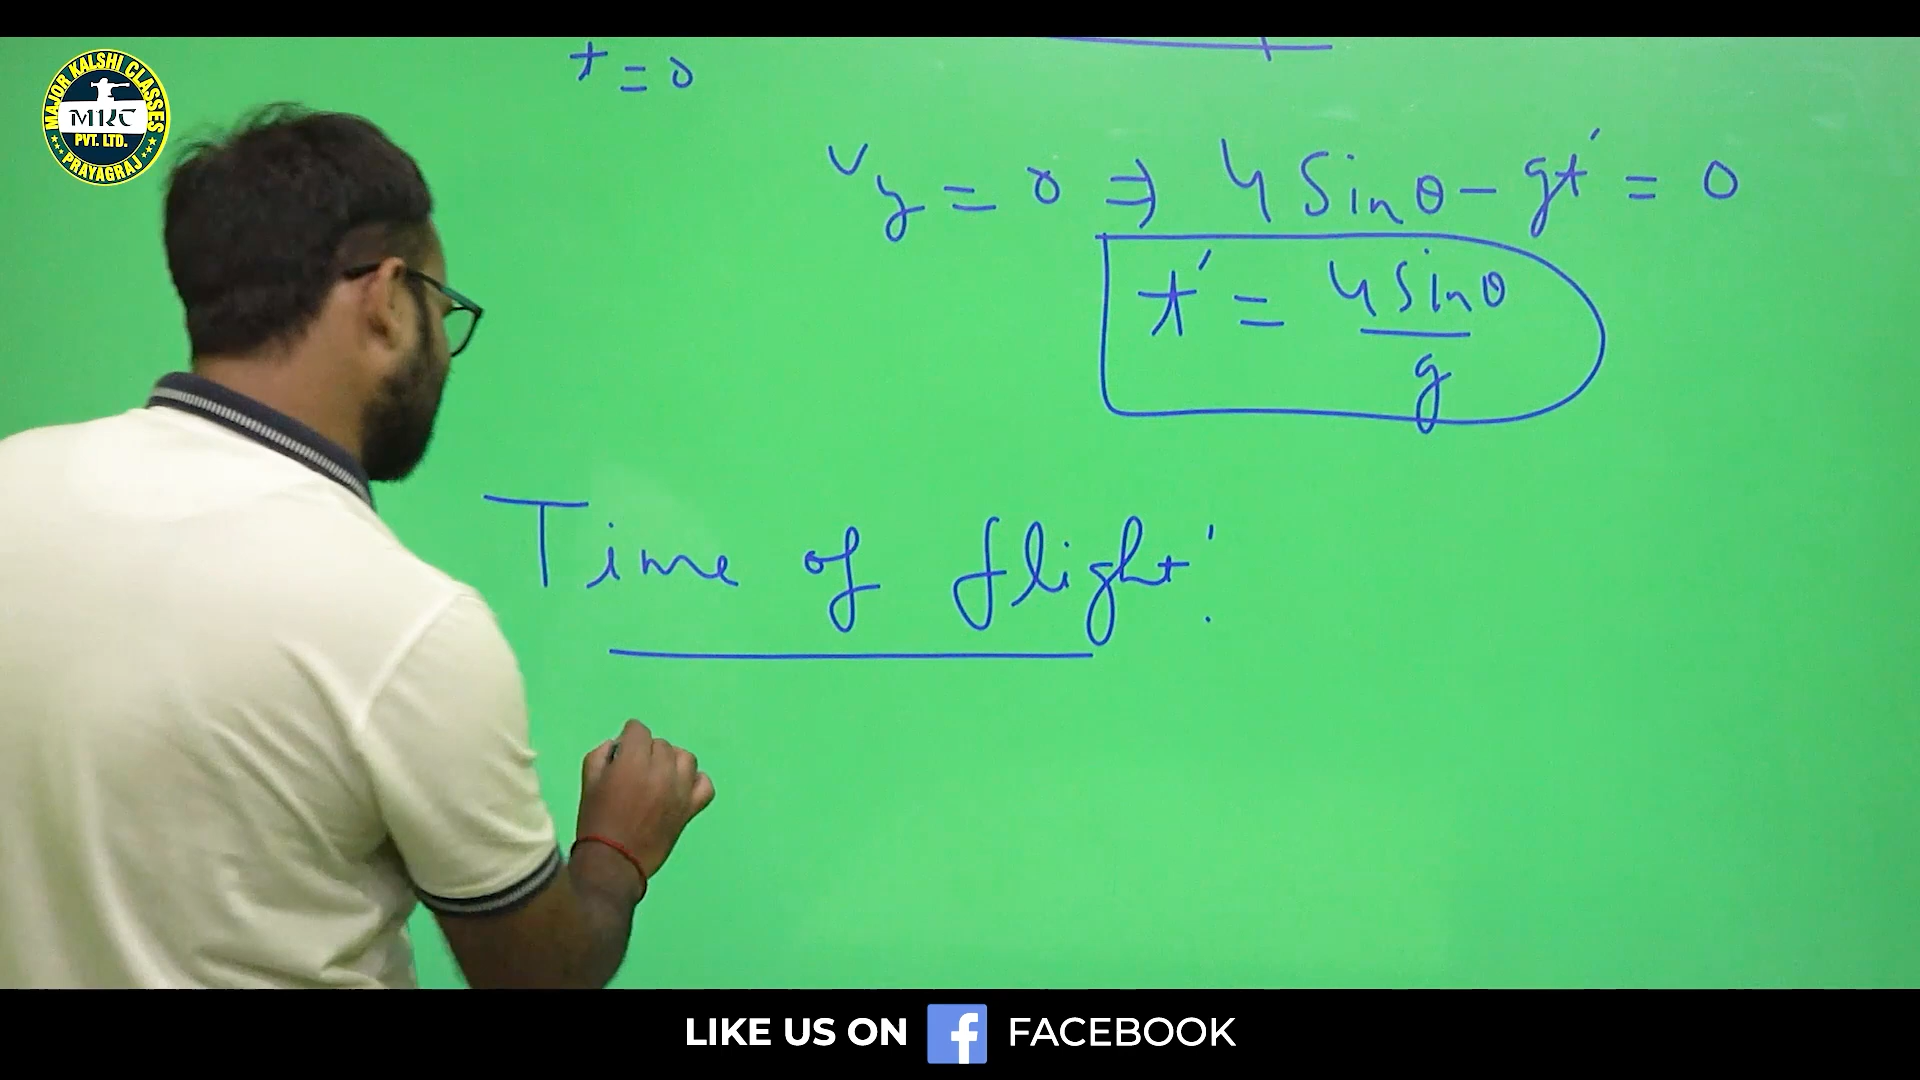 MAJOR KALSHI CLASSES
MKC
PVT. LTD.
PRAYAGRAJ
t = 0
Vy = 0 ⇒ u Sinθ - gt' = 0
t' = u Sinθ / g
Time of flight :
LIKE US ON f FACEBOOK